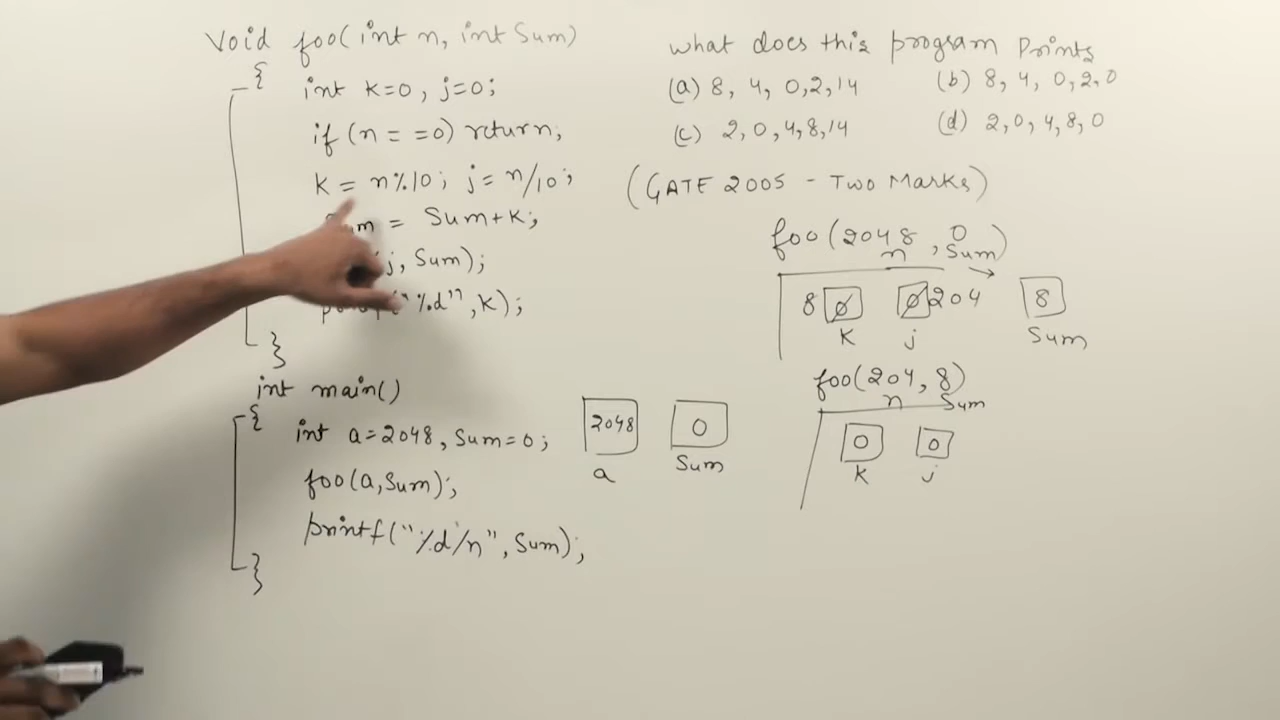 Void foo(int n, int Sum)
{
int k=0, j=0;
if (n = =0) return;
k = n%10; j = n/10;
= Sum+k;
j, Sum);
"%d", k);
}
int main()
{
int a=2048, Sum=0;
foo(a,Sum);
printf("%d/n", Sum);
}
2048
0
a
Sum
what does this program Prints
(a) 8, 4, 0,2,14
(b) 8, 4, 0,2,0
(c) 2,0,4,8,14
(d) 2,0,4,8,0
(GATE 2005 - Two Marks)
foo(2048, 0)
n Sum
8 0 0 204 8
k j Sum
foo(204, 8)
n Sum
0 0
k j